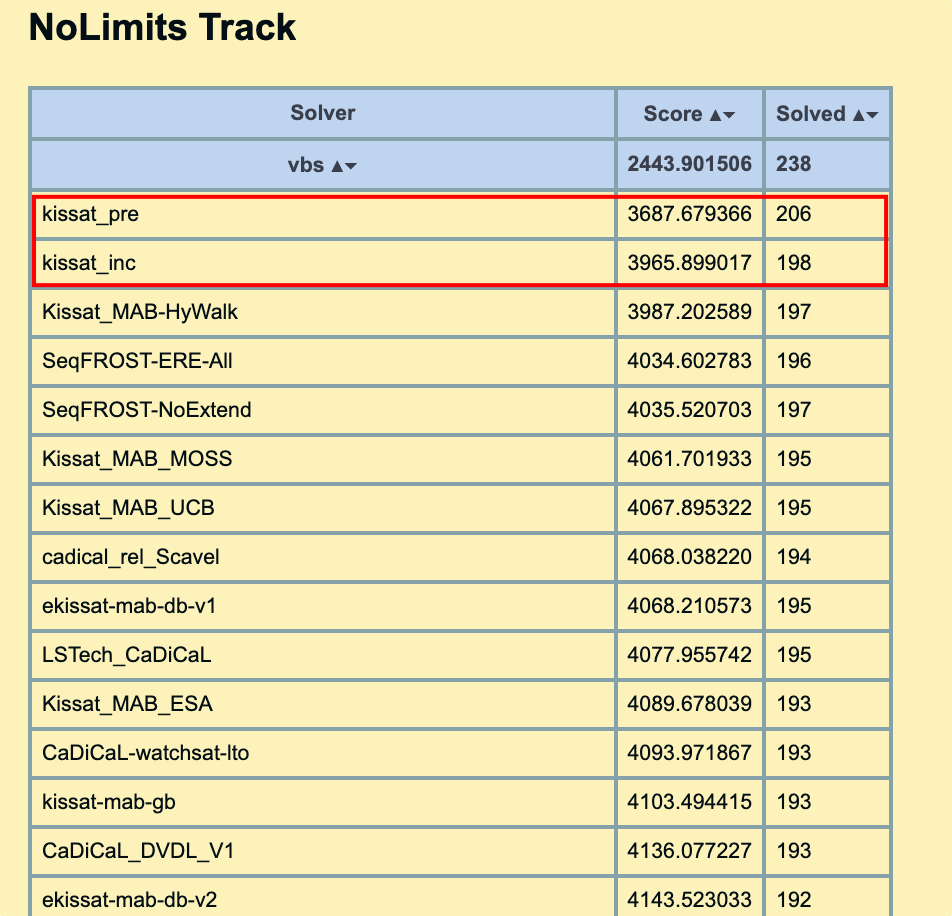 NoLimits Track
Solver Score ▲▼ Solved ▲▼
vbs ▲▼ 2443.901506 238
kissat_pre 3687.679366 206
kissat_inc 3965.899017 198
Kissat_MAB-HyWalk 3987.202589 197
SeqFROST-ERE-All 4034.602783 196
SeqFROST-NoExtend 4035.520703 197
Kissat_MAB_MOSS 4061.701933 195
Kissat_MAB_UCB 4067.895322 195
cadical_rel_Scavel 4068.038220 194
ekissat-mab-db-v1 4068.210573 195
LSTech_CaDiCaL 4077.955742 195
Kissat_MAB_ESA 4089.678039 193
CaDiCaL-watchsat-lto 4093.971867 193
kissat-mab-gb 4103.494415 193
CaDiCaL_DVDL_V1 4136.077227 193
ekissat-mab-db-v2 4143.523033 192